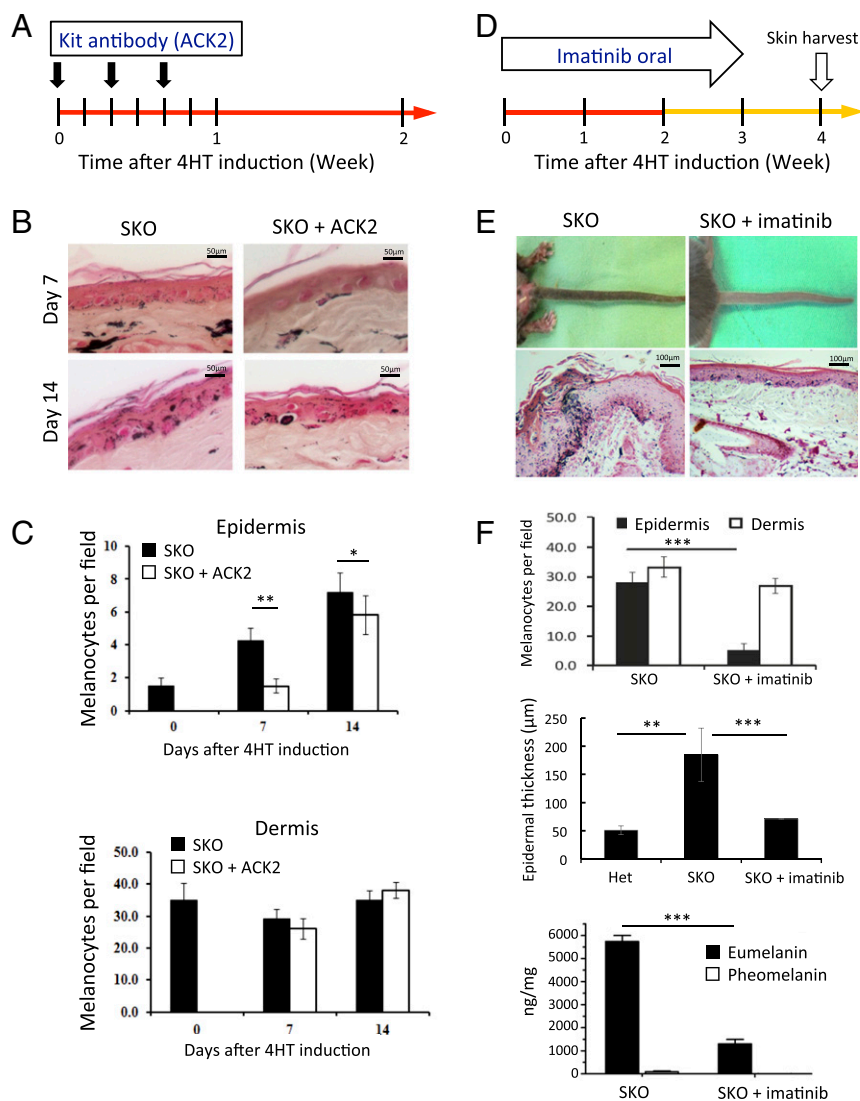 A
Kit antibody (ACK2)
0
1
2
Time after 4HT induction (Week)
B
SKO
SKO + ACK2
Day 7
50µm
50µm
Day 14
50µm
50µm
C
Epidermis
Melanocytes per field
10
8
6
4
2
0
SKO
SKO + ACK2
**
*
0
7
14
Days after 4HT induction
Dermis
Melanocytes per field
50.0
40.0
30.0
20.0
10.0
0.0
SKO
SKO + ACK2
0
7
14
Days after 4HT induction
D
Imatinib oral
Skin harvest
0
1
2
3
4
Time after 4HT induction (Week)
E
SKO
SKO + imatinib
100µm
100µm
F
Melanocytes per field
50.0
40.0
30.0
20.0
10.0
0.0
Epidermis
Dermis
***
SKO
SKO + imatinib
Epidermal thickness (µm)
250
200
150
100
50
0
**
***
Het
SKO
SKO + imatinib
ng/mg
6000
5000
4000
3000
2000
1000
0
***
Eumelanin
Pheomelanin
SKO
SKO + imatinib